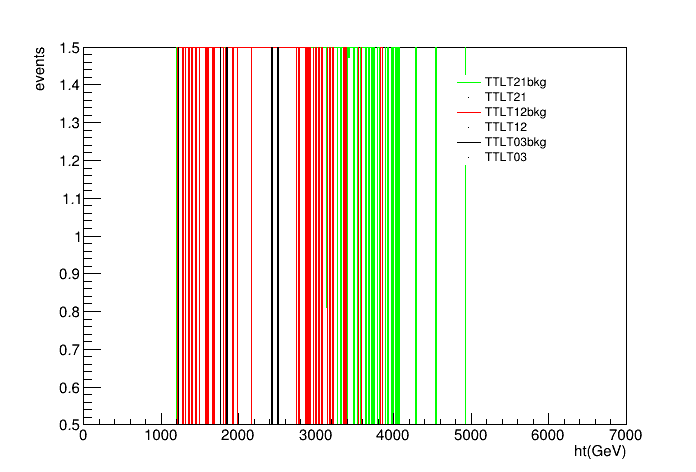 events
1.5
1.4
1.3
1.2
1.1
1
0.9
0.8
0.7
0.6
0.5
TTLT21bkg
TTLT21
TTLT12bkg
TTLT12
TTLT03bkg
TTLT03
0 1000 2000 3000 4000 5000 6000 7000
ht(GeV)